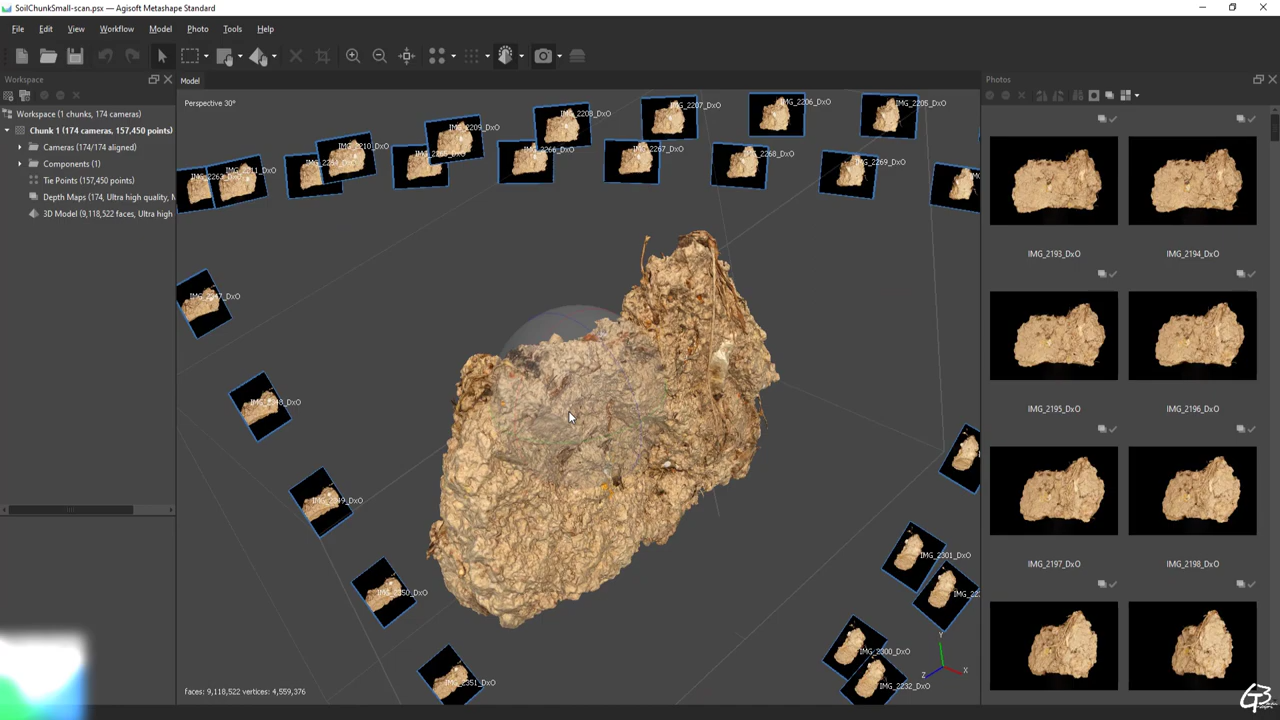 SoilChunkSmall-scan.psx — Agisoft Metashape Standard
File Edit View Workflow Model Photo Tools Help
Workspace
Model
Photos
Workspace (1 chunks, 174 cameras)
Chunk 1 (174 cameras, 157,450 points)
Cameras (174/174 aligned)
Components (1)
Tie Points (157,450 points)
Depth Maps (174, Ultra high quality, M
3D Model (9,118,522 faces, Ultra high
Perspective 30°
IMG_2207_DxO
IMG_2206_DxO
IMG_2205_DxO
IMG_2209_DxO
IMG_2208_DxO
IMG_2210_DxO
IMG_2266_DxO
IMG_2267_DxO
IMG_2268_DxO
IMG_2269_DxO
IMG_2349_DxO
IMG_2350_DxO
IMG_2351_DxO
IMG_2301_DxO
IMG_2300_DxO
IMG_2232_DxO
IMG_2193_DxO
IMG_2194_DxO
IMG_2195_DxO
IMG_2196_DxO
IMG_2197_DxO
IMG_2198_DxO
Y
X
Z
faces: 9,118,522 vertices: 4,559,376